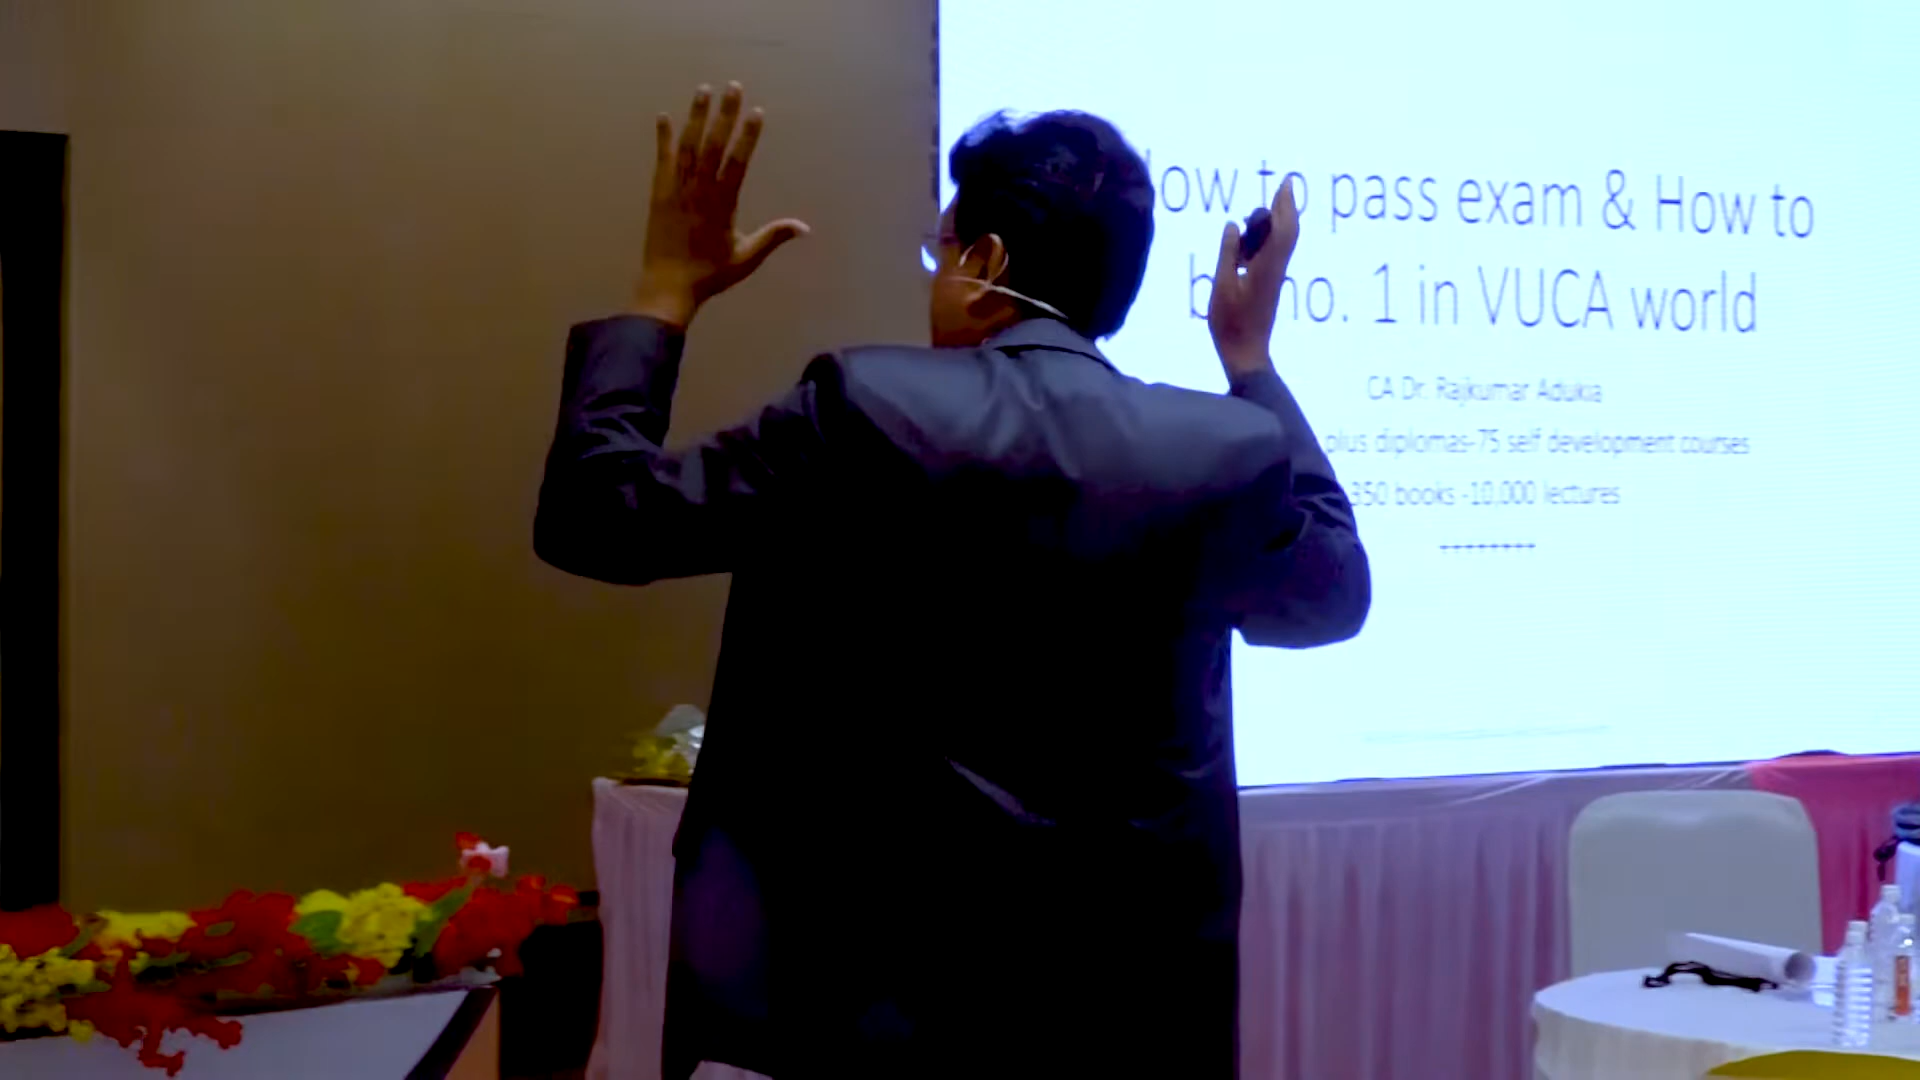 ow to pass exam & How to
b no. 1 in VUCA world
CA Dr. Rajkumar Adukia
plus diplomas-75 self development courses
350 books -10,000 lectures
++++++++